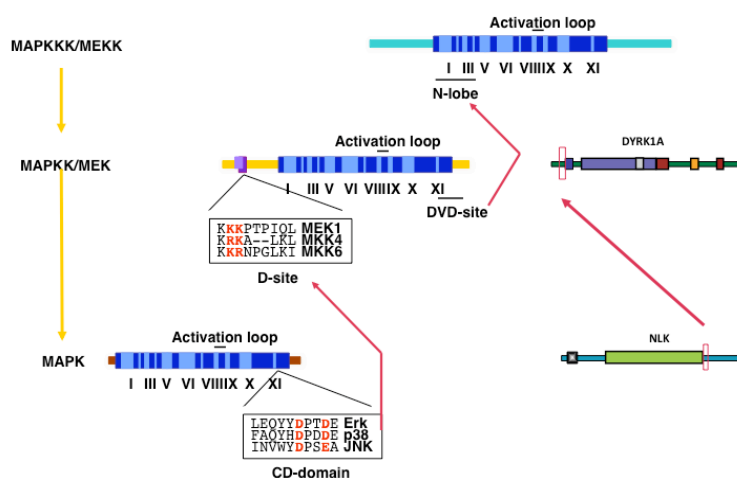 Activation loop
MAPKKK/MEKK
I III V VI VIIIIX X XI
N-lobe
Activation loop
DYRK1A
MAPKK/MEK
I III V VI VIIIIX X XI
DVD-site
KKKPTPIQL MEK1
KRKA--LKL MKK4
KKRNPGLKI MKK6
D-site
Activation loop
NLK
MAPK
I III V VI VIIIIX X XI
LEQYYDPTDE Erk
FAQYHDPDDE p38
INVWYDPSEA JNK
CD-domain